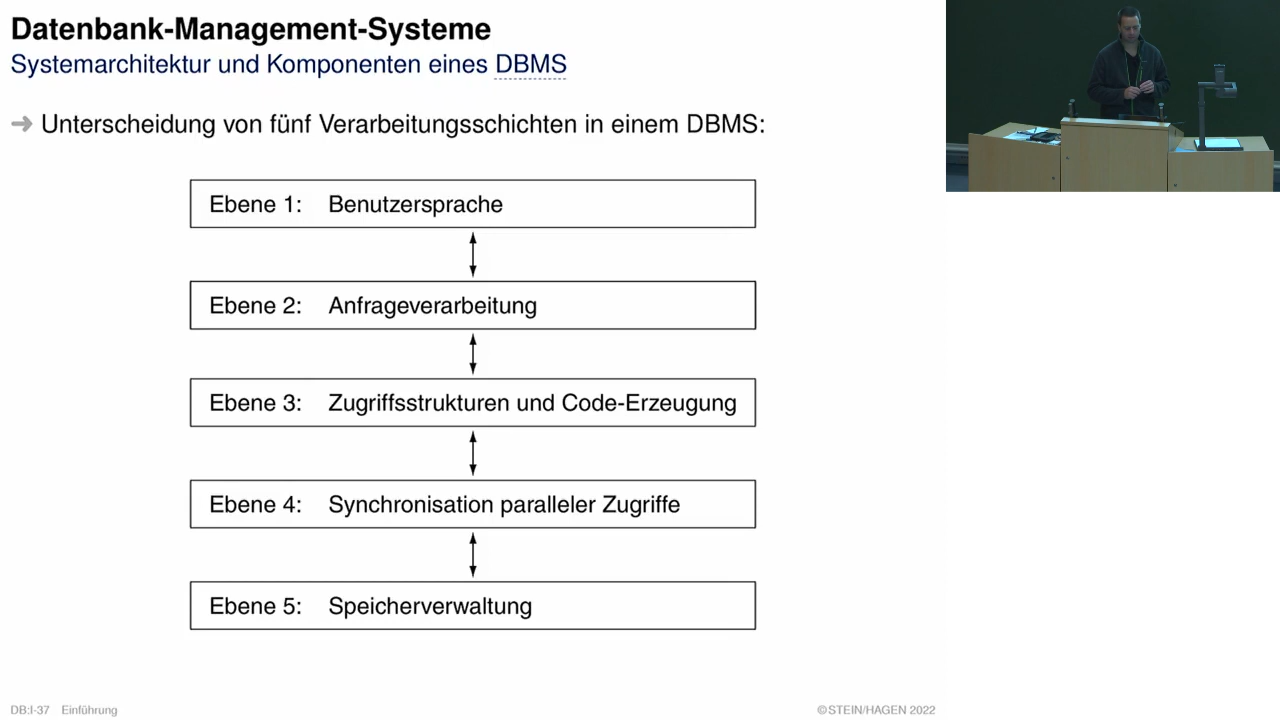 Datenbank-Management-Systeme
Systemarchitektur und Komponenten eines DBMS
➜ Unterscheidung von fünf Verarbeitungsschichten in einem DBMS:
Ebene 1: Benutzersprache
Ebene 2: Anfrageverarbeitung
Ebene 3: Zugriffsstrukturen und Code-Erzeugung
Ebene 4: Synchronisation paralleler Zugriffe
Ebene 5: Speicherverwaltung
DB:I-37 Einführung ©STEIN/HAGEN 2022